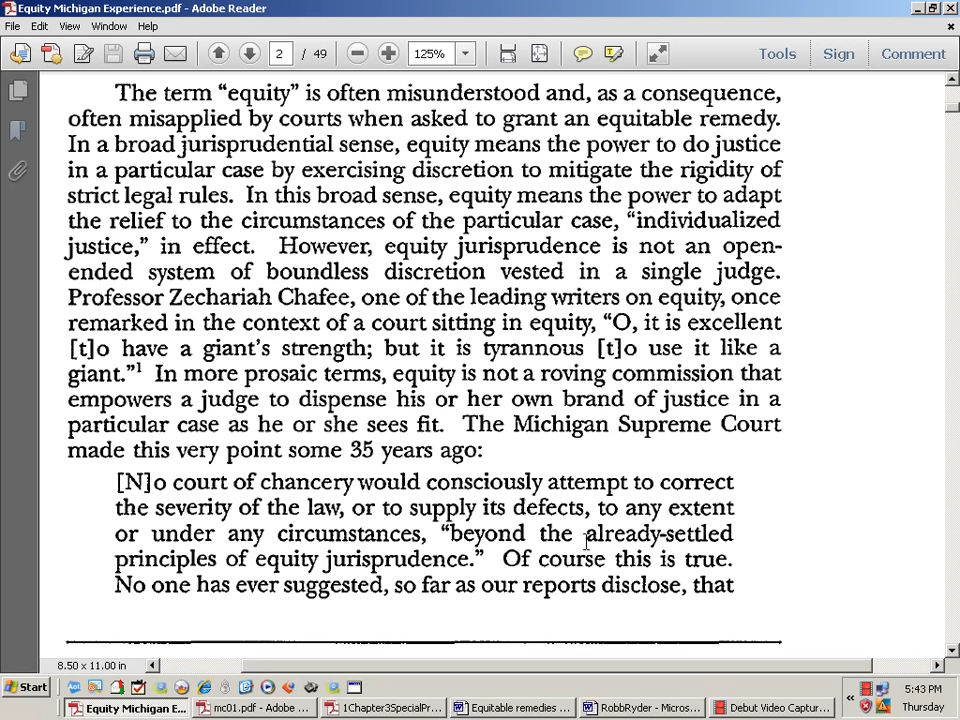 Equity Michigan Experience.pdf - Adobe Reader
File Edit View Window Help
2 / 49 125% Tools Sign Comment
The term “equity” is often misunderstood and, as a consequence,
often misapplied by courts when asked to grant an equitable remedy.
In a broad jurisprudential sense, equity means the power to do justice
in a particular case by exercising discretion to mitigate the rigidity of
strict legal rules. In this broad sense, equity means the power to adapt
the relief to the circumstances of the particular case, “individualized
justice,” in effect. However, equity jurisprudence is not an open-
ended system of boundless discretion vested in a single judge.
Professor Zechariah Chafee, one of the leading writers on equity, once
remarked in the context of a court sitting in equity, “O, it is excellent
[t]o have a giant’s strength; but it is tyrannous [t]o use it like a
giant.”1 In more prosaic terms, equity is not a roving commission that
empowers a judge to dispense his or her own brand of justice in a
particular case as he or she sees fit. The Michigan Supreme Court
made this very point some 35 years ago:
[N]o court of chancery would consciously attempt to correct
the severity of the law, or to supply its defects, to any extent
or under any circumstances, “beyond the already-settled
principles of equity jurisprudence.” Of course this is true.
No one has ever suggested, so far as our reports disclose, that
8.50 x 11.00 in
Start 5:43 PM
Equity Michigan E... mc01.pdf - Adobe ... 1Chapter3SpecialPr... Equitable remedies ... RobbRyder - Micros... Debut Video Captur... Thursday